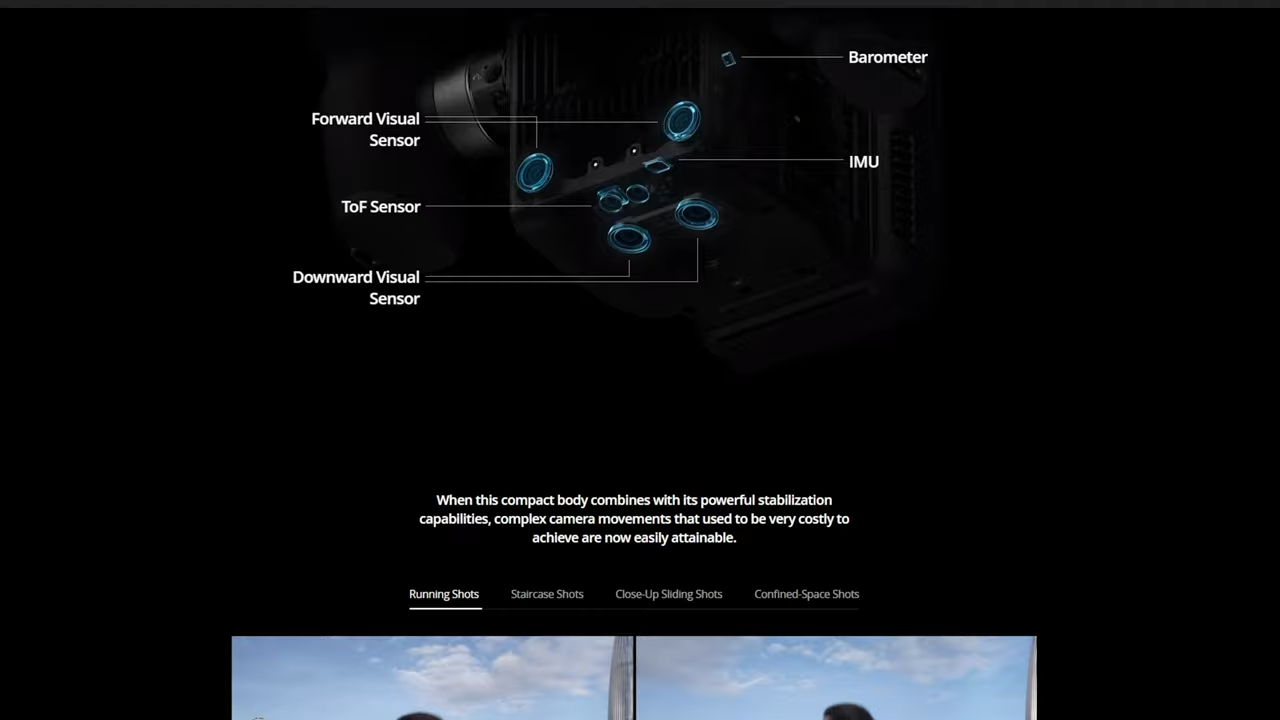 Barometer
Forward Visual
Sensor
IMU
ToF Sensor
Downward Visual
Sensor
When this compact body combines with its powerful stabilization
capabilities, complex camera movements that used to be very costly to
achieve are now easily attainable.
Running Shots Staircase Shots Close-Up Sliding Shots Confined-Space Shots